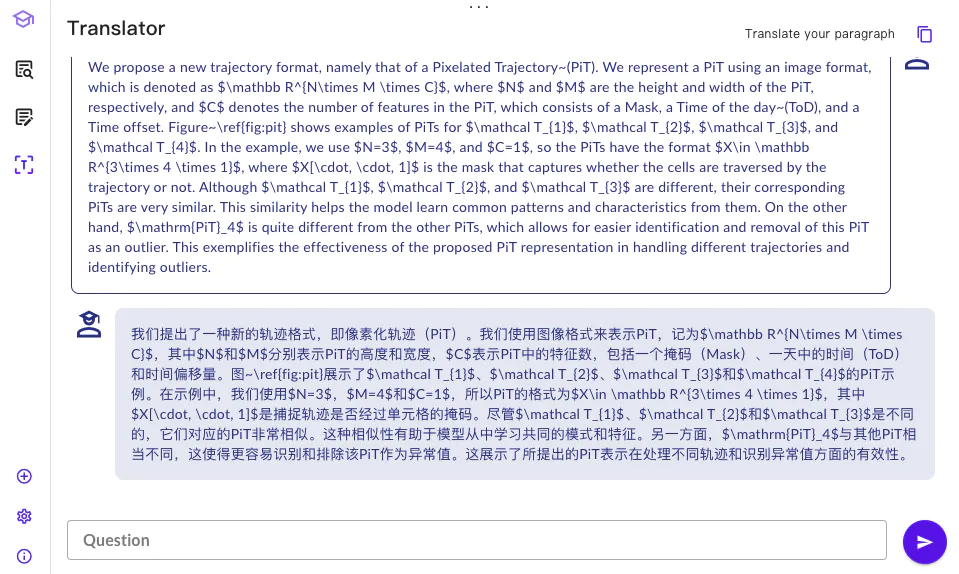 ...
Translator
Translate your paragraph
We propose a new trajectory format, namely that of a Pixelated Trajectory~(PiT). We represent a PiT using an image format,
which is denoted as $\mathbb R^{N\times M \times C}$, where $N$ and $M$ are the height and width of the PiT,
respectively, and $C$ denotes the number of features in the PiT, which consists of a Mask, a Time of the day~(ToD), and a
Time offset. Figure~\ref{fig:pit} shows examples of PiTs for $\mathcal T_{1}$, $\mathcal T_{2}$, $\mathcal T_{3}$, and
$\mathcal T_{4}$. In the example, we use $N=3$, $M=4$, and $C=1$, so the PiTs have the format $X\in \mathbb
R^{3\times 4 \times 1}$, where $X[\cdot, \cdot, 1]$ is the mask that captures whether the cells are traversed by the
trajectory or not. Although $\mathcal T_{1}$, $\mathcal T_{2}$, and $\mathcal T_{3}$ are different, their corresponding
PiTs are very similar. This similarity helps the model learn common patterns and characteristics from them. On the other
hand, $\mathrm{PiT}_4$ is quite different from the other PiTs, which allows for easier identification and removal of this PiT
as an outlier. This exemplifies the effectiveness of the proposed PiT representation in handling different trajectories and
identifying outliers.
我们提出了一种新的轨迹格式，即像素化轨迹（PiT）。我们使用图像格式来表示PiT，记为$\mathbb R^{N\times M \times
C}$，其中$N$和$M$分别表示PiT的高度和宽度，$C$表示PiT中的特征数，包括一个掩码（Mask）、一天中的时间（ToD）
和时间偏移量。图~\ref{fig:pit}展示了$\mathcal T_{1}$、$\mathcal T_{2}$、$\mathcal T_{3}$和$\mathcal T_{4}$的PiT示
例。在示例中，我们使用$N=3$，$M=4$和$C=1$，所以PiT的格式为$X\in \mathbb R^{3\times 4 \times 1}$，其中
$X[\cdot, \cdot, 1]$是捕捉轨迹是否经过单元格的掩码。尽管$\mathcal T_{1}$、$\mathcal T_{2}$和$\mathcal T_{3}$是不同
的，它们对应的PiT非常相似。这种相似性有助于模型从中学习共同的模式和特征。另一方面，$\mathrm{PiT}_4$与其他PiT相
当不同，这使得更容易识别和排除该PiT作为异常值。这展示了所提出的PiT表示在处理不同轨迹和识别异常值方面的有效性。
Question